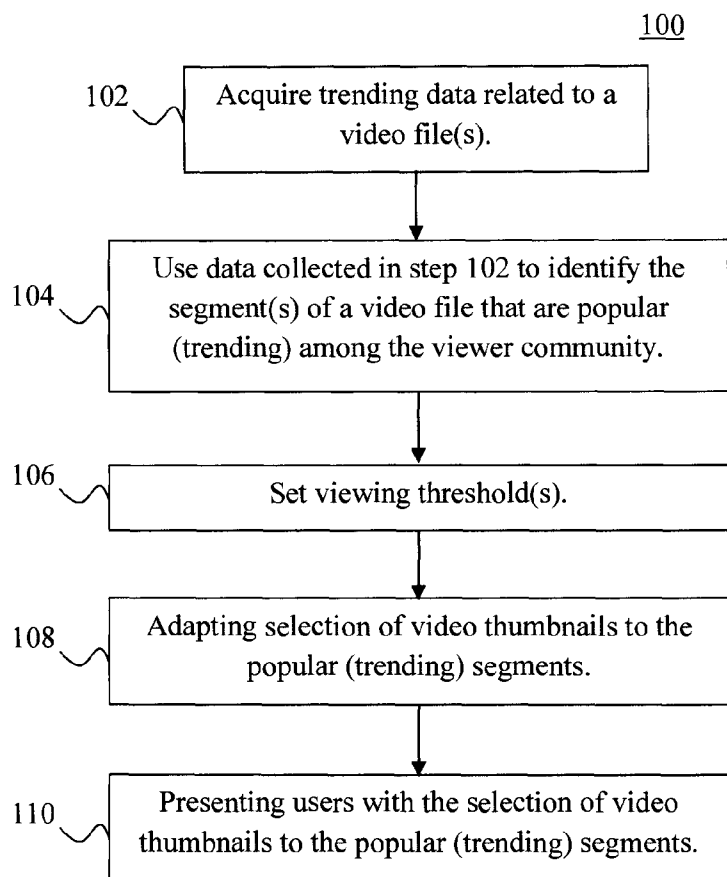 100
102
Acquire trending data related to a
video file(s).
104
Use data collected in step 102 to identify the
segment(s) of a video file that are popular
(trending) among the viewer community.
106
Set viewing threshold(s).
108
Adapting selection of video thumbnails to the
popular (trending) segments.
110
Presenting users with the selection of video
thumbnails to the popular (trending) segments.